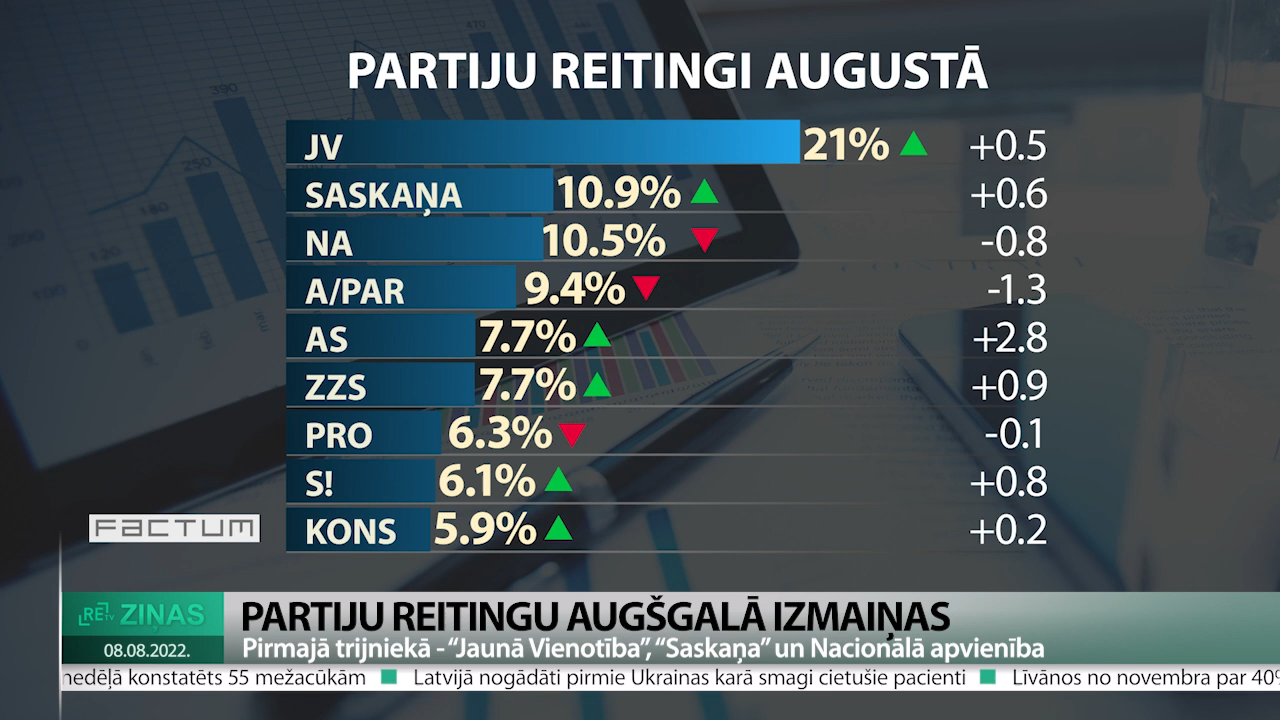 PARTIJU REITINGI AUGUSTĀ
JV 21% +0.5
SASKAŅA 10.9% +0.6
NA 10.5% -0.8
A/PAR 9.4% -1.3
AS 7.7% +2.8
ZZS 7.7% +0.9
PRO 6.3% -0.1
S! 6.1% +0.8
KONS 5.9% +0.2
FACTUM
RE TV ZIŅAS
08.08.2022.
PARTIJU REITINGU AUGŠGALĀ IZMAIŅAS
Pirmajā trijniekā - “Jaunā Vienotība”, “Saskaņa” un Nacionālā apvienība
nedēļā konstatēts 55 mežacūkām ■ Latvijā nogādāti pirmie Ukrainas karā smagi cietušie pacienti ■ Līvānos no novembra par 40%